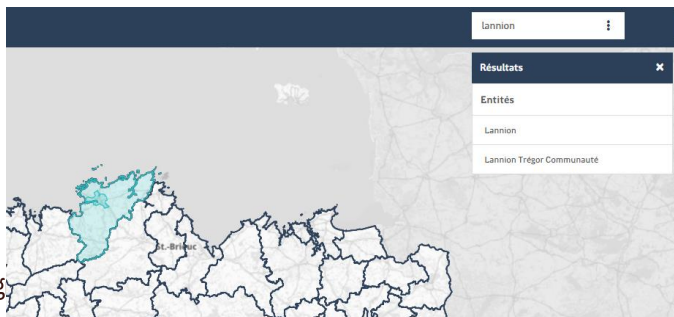 lannion
Résultats
Entités
Lannion
Lannion Trégor Communauté
St.-Brieuc
g